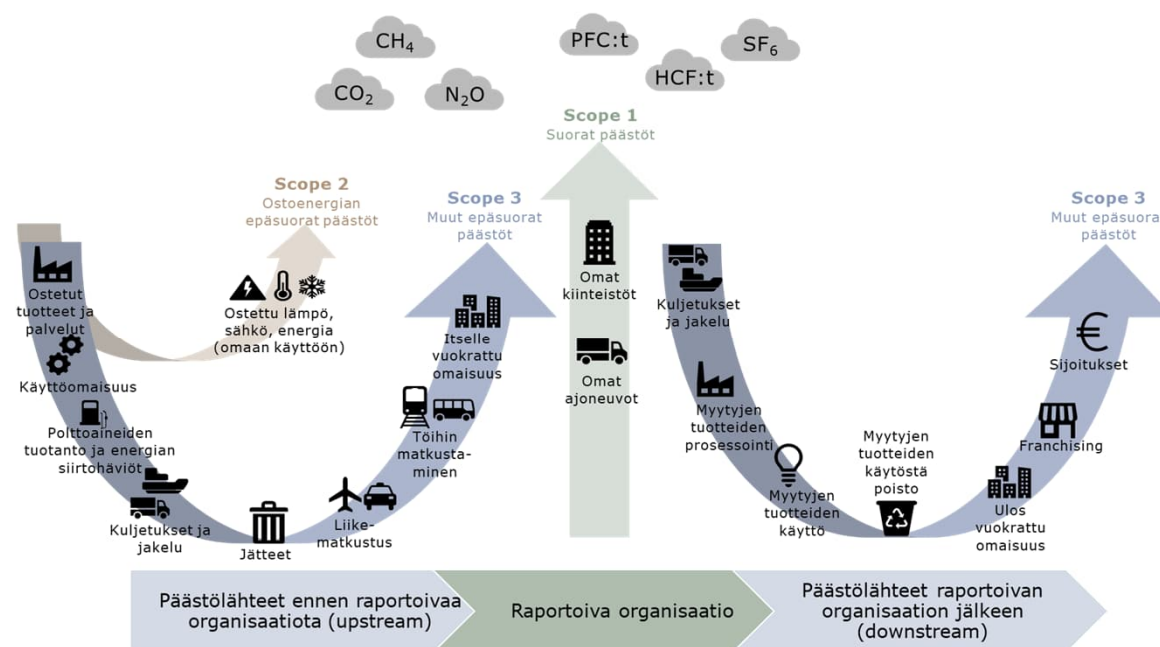 CH₄
PFC:t
SF₆
HCF:t
CO₂
N₂O
Scope 1
Suorat päästöt
Scope 2
Ostoenergian
epäsuorat päästöt
Scope 3
Muut epäsuorat
päästöt
Scope 3
Muut epäsuorat
päästöt
Ostetut
tuotteet ja
palvelut
Käyttöomaisuus
Polttoaineiden
tuotanto ja energian
siirtohäviöt
Kuljetukset ja
jakelu
Jätteet
Liike-
matkustus
Töihin
matkusta-
minen
Itselle
vuokrattu
omaisuus
Ostettu lämpö,
sähkö, energia
(omaan käyttöön)
Omat
kiinteistöt
Omat
ajoneuvot
Kuljetukset
ja jakelu
Myytyjen
tuotteiden
prosessointi
Myytyjen
tuotteiden
käyttö
Myytyjen
tuotteiden
käytöstä
poisto
Ulos
vuokrattu
omaisuus
Franchising
€
Sijoitukset
Päästölähteet ennen raportoivaa
organisaatiota (upstream)
Raportoiva organisaatio
Päästölähteet raportoivan
organisaation jälkeen
(downstream)